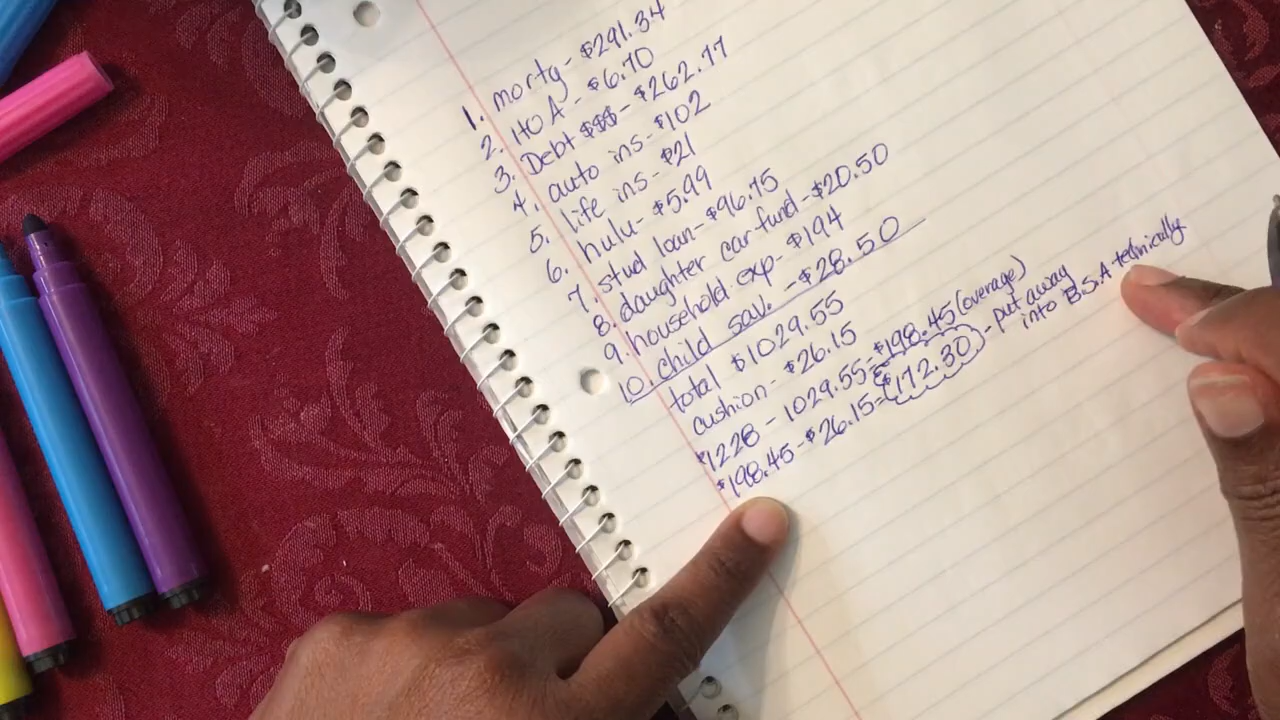 1. morty - $291.34
2. HOA - $6.70
3. Debt $$$ - $262.77
4. auto ins - $102
5. life ins - $21
6. hulu - $5.99
7. stud loan - $96.75
8. daughter car fund - $20.50
9. household exp - $194
10. child sav. - $28.50
total $1029.55
cushion - $26.15
$1228 - 1029.55 = $198.45 (overage)
$198.45 - $26.15 = $172.30 - put away
into B.S.A technically